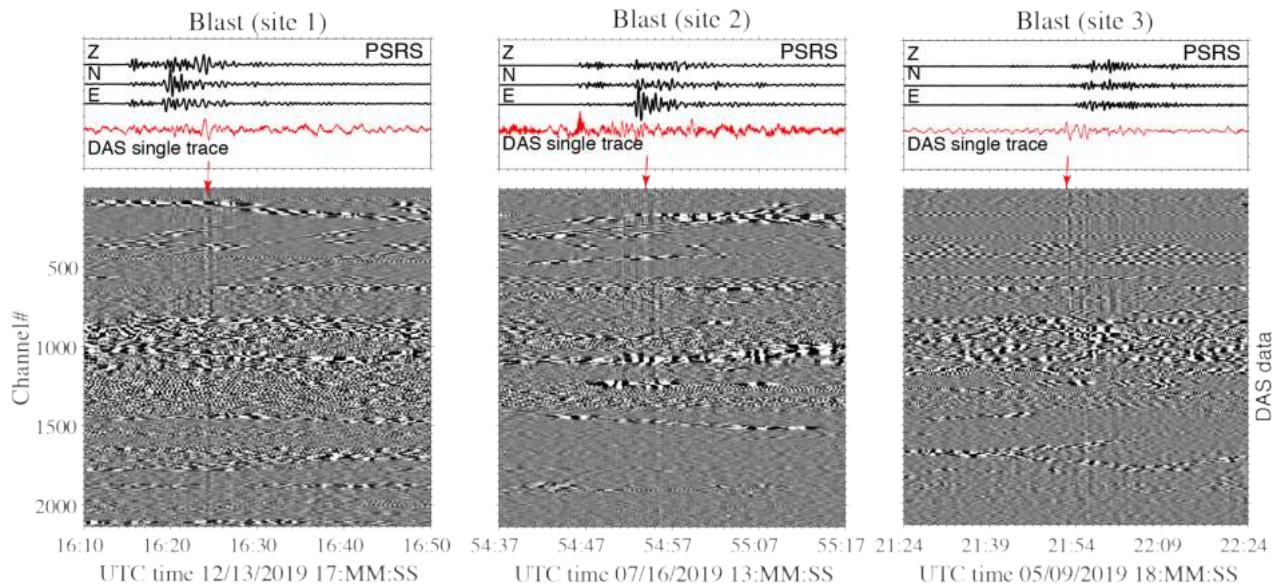 Blast (site 1)
Z
N
E
PSRS
DAS single trace
Blast (site 2)
Z
N
E
PSRS
DAS single trace
Blast (site 3)
Z
N
E
PSRS
DAS single trace
Channel#
500
1000
1500
2000
DAS data
16:10 16:20 16:30 16:40 16:50
54:37 54:47 54:57 55:07 55:17
21:24 21:39 21:54 22:09 22:24
UTC time 12/13/2019 17:MM:SS
UTC time 07/16/2019 13:MM:SS
UTC time 05/09/2019 18:MM:SS